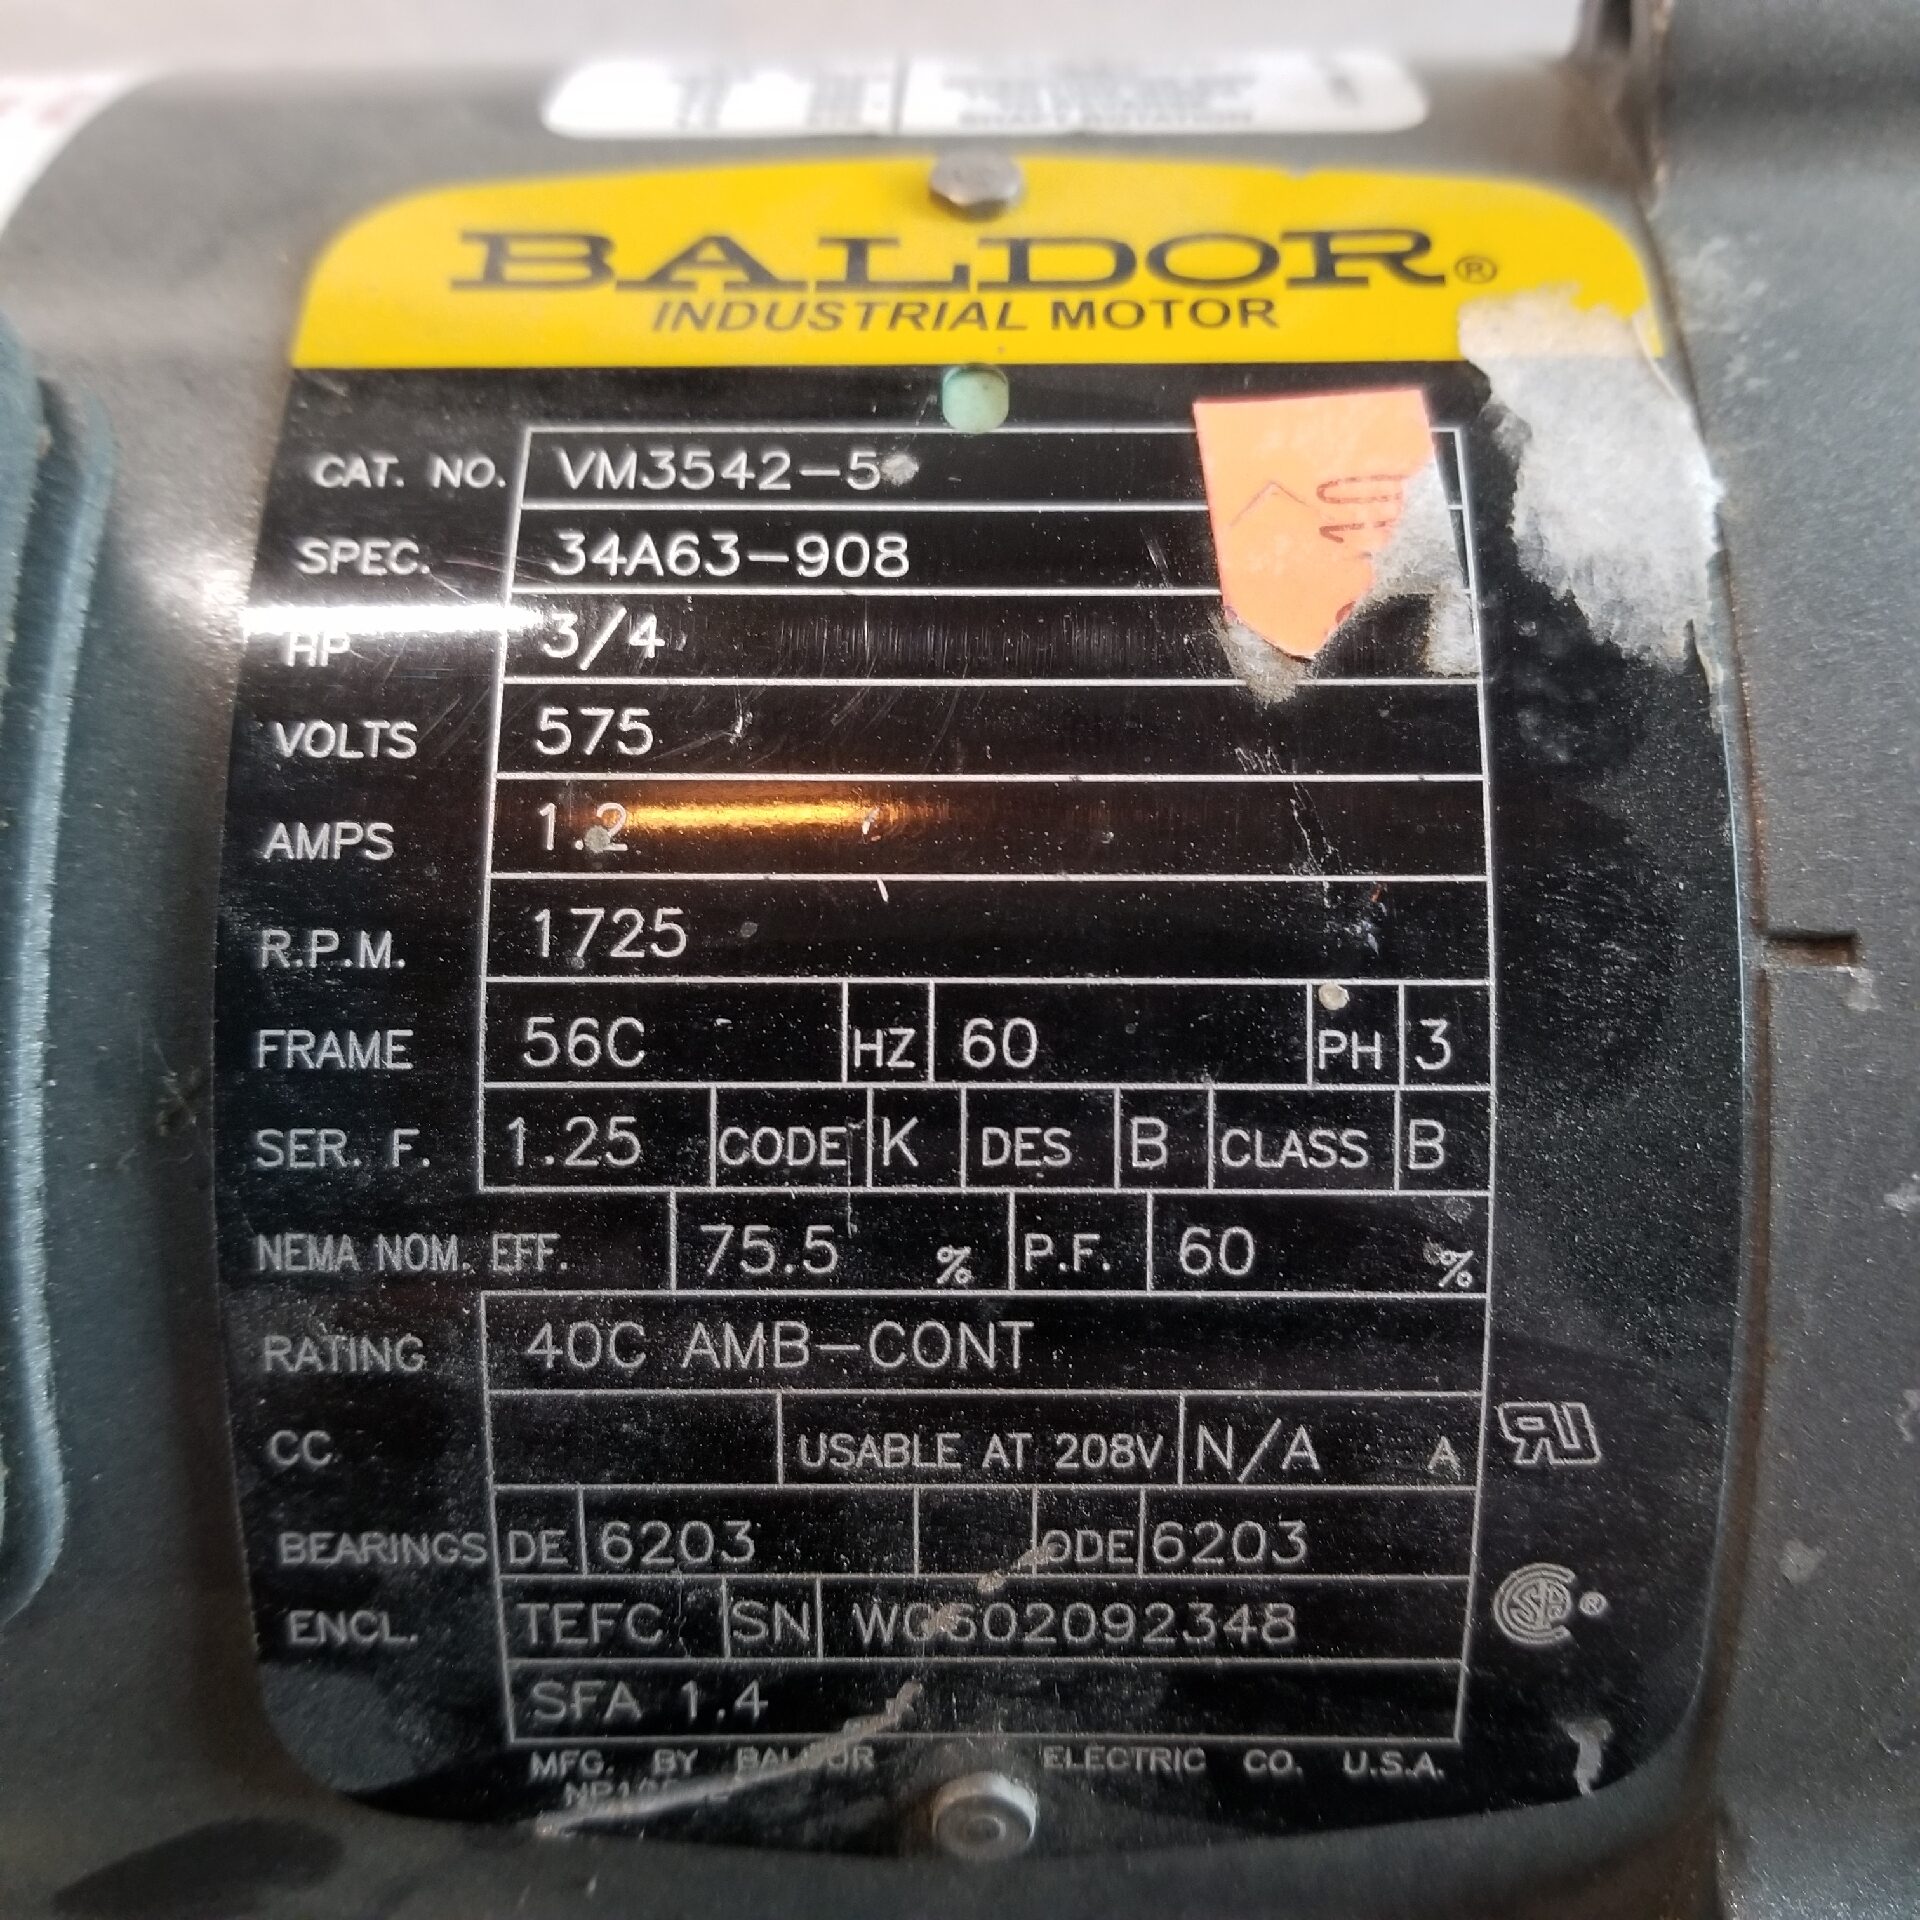 BALDOR®
INDUSTRIAL MOTOR
CAT. NO. VM3542-5
SPEC. 34A63-908
HP 3/4
VOLTS 575
AMPS 1.2
R.P.M. 1725
FRAME 56C HZ 60 PH 3
SER. F. 1.25 CODE K DES B CLASS B
NEMA NOM. EFF. 75.5 % P.F. 60 %
RATING 40C AMB-CONT
CC USABLE AT 208V N/A A
BEARINGS DE 6203 ODE 6203
ENCL. TEFC SN
SFA 1.4
MFG. BY BALDOR ELECTRIC CO. U.S.A.